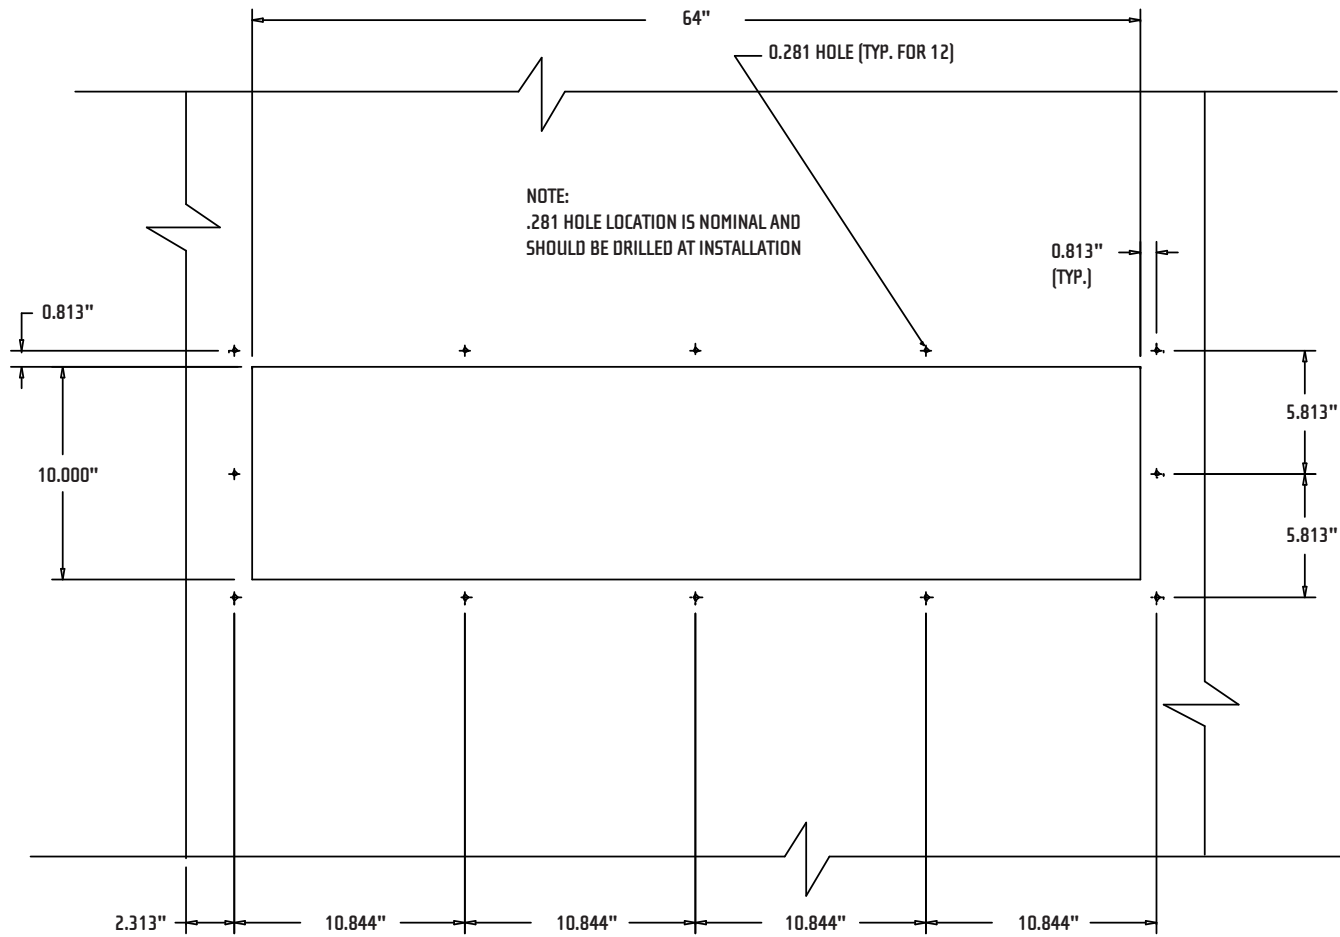 64"
0.281 HOLE (TYP. FOR 12)
NOTE:
.281 HOLE LOCATION IS NOMINAL AND
SHOULD BE DRILLED AT INSTALLATION
0.813"
(TYP.)
0.813"
5.813"
10.000"
5.813"
2.313"
10.844"
10.844"
10.844"
10.844"